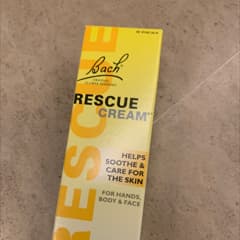 Bach
RESCUE
CREAM
HELPS
SOOTHE &
CARE FOR
THE SKIN
FOR HANDS,
BODY & FACE
RESCUE